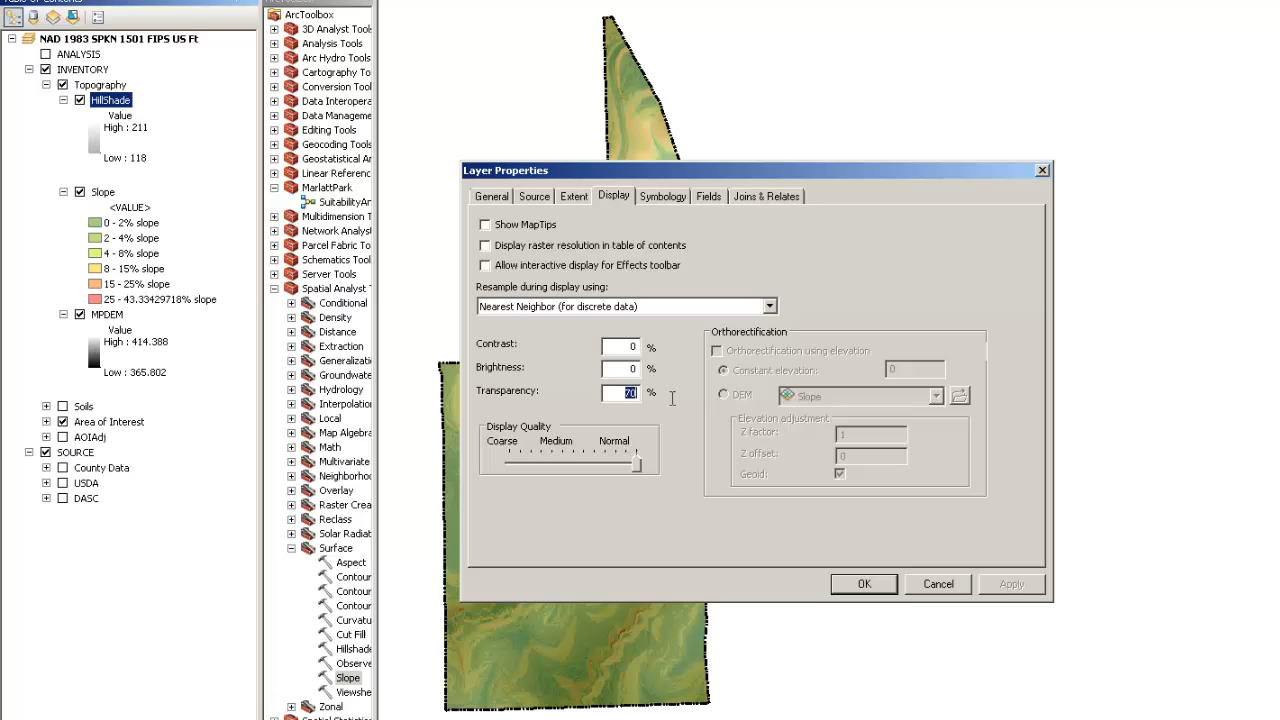 NAD 1983 SPKN 1501 FIPS US Ft
ANALYSIS
INVENTORY
Topography
HillShade
Value
High : 211
Low : 118
Slope
<VALUE>
0 - 2% slope
2 - 4% slope
4 - 8% slope
8 - 15% slope
15 - 25% slope
25 - 43.33429718% slope
MPDEM
Value
High : 414.388
Low : 365.802
Soils
Area of Interest
AOIAdj
SOURCE
County Data
USDA
DASC
ArcToolbox
3D Analyst Tool
Analysis Tools
Arc Hydro Tools
Cartography To
Conversion Tool
Data Interopera
Data Manageme
Editing Tools
Geocoding Tools
Geostatistical An
Linear Referenc
MarlattPark
SuitabilityAn
Multidimension T
Network Analyst
Parcel Fabric To
Schematics Tool
Server Tools
Spatial Analyst T
Conditional
Density
Distance
Extraction
Generalizati
Hydrology
Interpolatio
Local
Map Algebra
Math
Multivariate
Neighborho
Overlay
Raster Crea
Reclass
Solar Radiat
Surface
Aspect
Contour
Contour
Contour
Curvatu
Cut Fill
Hillshad
Observe
Slope
Viewshe
Zonal
Layer Properties
General
Source
Extent
Display
Symbology
Fields
Joins & Relates
Show MapTips
Display raster resolution in table of contents
Allow interactive display for Effects toolbar
Resample during display using:
Nearest Neighbor (for discrete data)
Contrast: 0 %
Brightness: 0 %
Transparency: 70 %
Display Quality
Coarse Medium Normal
Orthorectification
Orthorectification using elevation
Constant elevation: 0
DEM Slope
Elevation adjustment
Z factor: 1
Z offset: 0
Geoid:
OK Cancel Apply